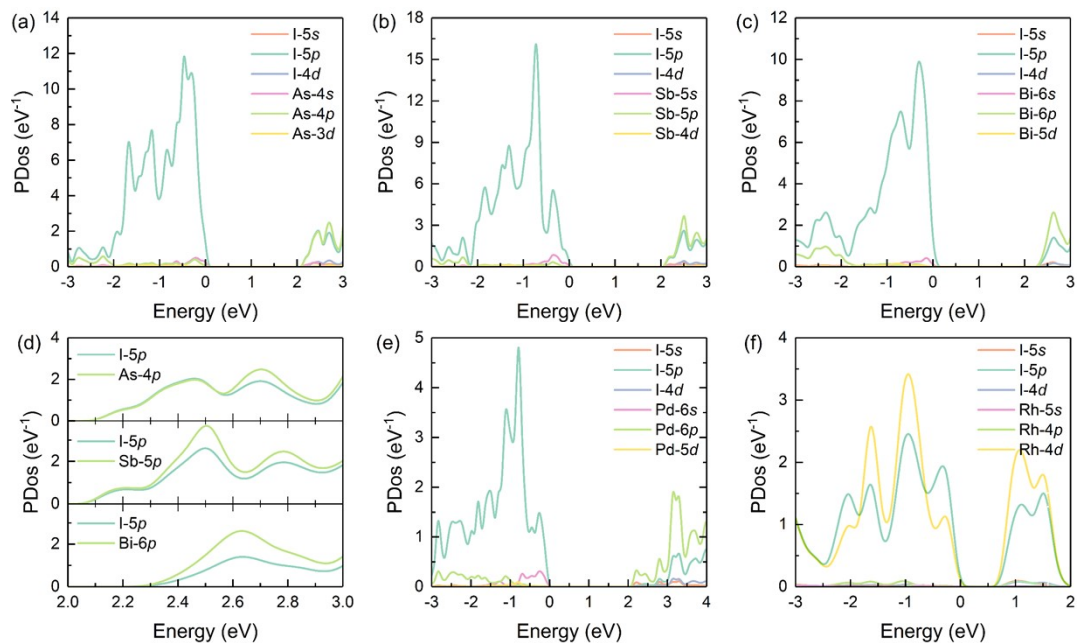 (a)
14
12
10
8
6
4
2
0
PDos (eV-1)
I-5s
I-5p
I-4d
As-4s
As-4p
As-3d
-3 -2 -1 0 1 2 3
Energy (eV)
(b)
18
15
12
9
6
3
0
PDos (eV-1)
I-5s
I-5p
I-4d
Sb-5s
Sb-5p
Sb-4d
-3 -2 -1 0 1 2 3
Energy (eV)
(c)
12
10
8
6
4
2
0
PDos (eV-1)
I-5s
I-5p
I-4d
Bi-6s
Bi-6p
Bi-5d
-3 -2 -1 0 1 2 3
Energy (eV)
(d)
4
2
0
I-5p
As-4p
2
0
I-5p
Sb-5p
2
0
I-5p
Bi-6p
PDos (eV-1)
2.0 2.2 2.4 2.6 2.8 3.0
Energy (eV)
(e)
5
4
3
2
1
0
PDos (eV-1)
I-5s
I-5p
I-4d
Pd-6s
Pd-6p
Pd-5d
-3 -2 -1 0 1 2 3 4
Energy (eV)
(f)
4
3
2
1
0
PDos (eV-1)
I-5s
I-5p
I-4d
Rh-5s
Rh-4p
Rh-4d
-3 -2 -1 0 1 2
Energy (eV)